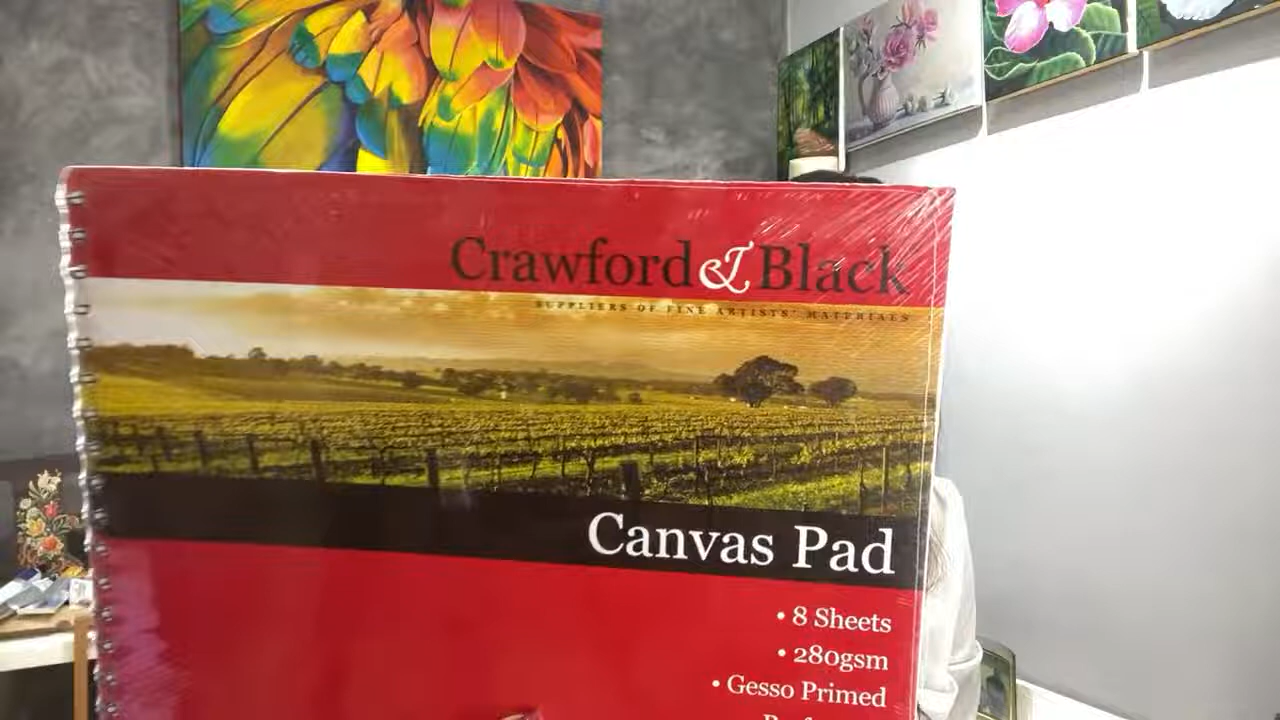 Crawford & Black
SUPPLIERS OF FINE ARTISTS' MATERIALS
Canvas Pad
• 8 Sheets
• 280gsm
• Gesso Primed